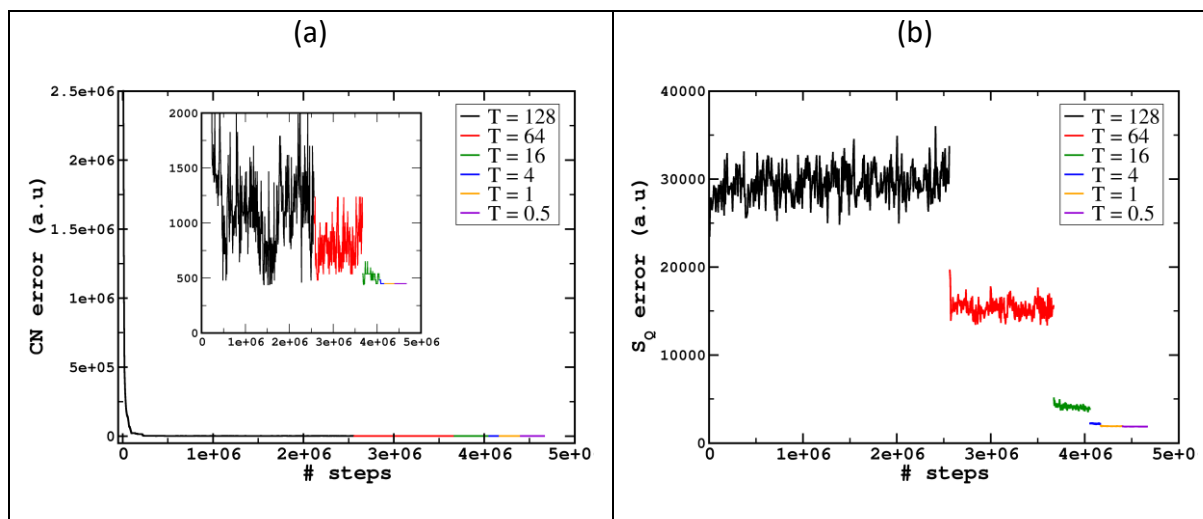 (a)
CN error (a.u)
2.5e+06
2e+06
1.5e+06
1e+06
5e+05
0
2000
1500
1000
500
0
0 1e+06 2e+06 3e+06 4e+06 5e+06
T = 128
T = 64
T = 16
T = 4
T = 1
T = 0.5
0 1e+06 2e+06 3e+06 4e+06 5e+0
# steps
(b)
S_Q error (a.u)
40000
30000
20000
10000
0
T = 128
T = 64
T = 16
T = 4
T = 1
T = 0.5
0 1e+06 2e+06 3e+06 4e+06 5e+0
# steps